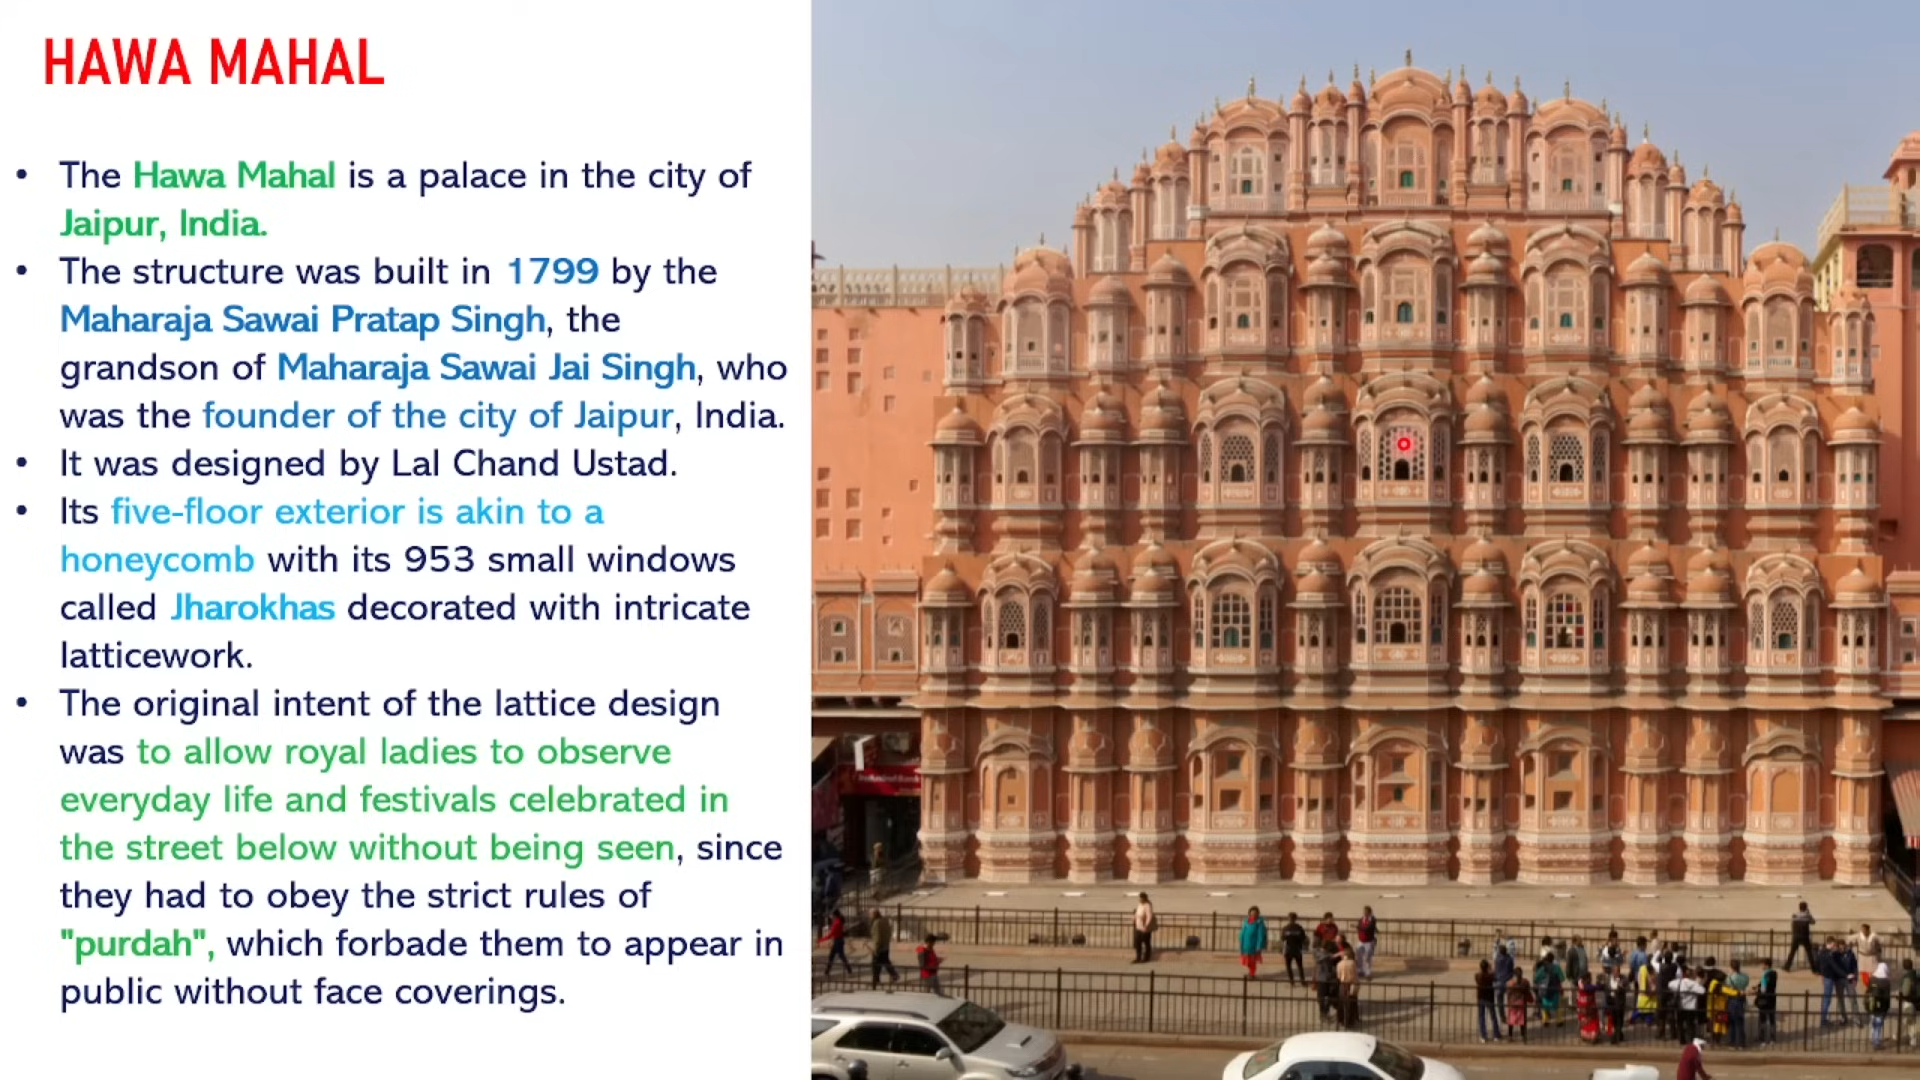 HAWA MAHAL
• The Hawa Mahal is a palace in the city of
Jaipur, India.
• The structure was built in 1799 by the
Maharaja Sawai Pratap Singh, the
grandson of Maharaja Sawai Jai Singh, who
was the founder of the city of Jaipur, India.
• It was designed by Lal Chand Ustad.
• Its five-floor exterior is akin to a
honeycomb with its 953 small windows
called Jharokhas decorated with intricate
latticework.
• The original intent of the lattice design
was to allow royal ladies to observe
everyday life and festivals celebrated in
the street below without being seen, since
they had to obey the strict rules of
"purdah", which forbade them to appear in
public without face coverings.